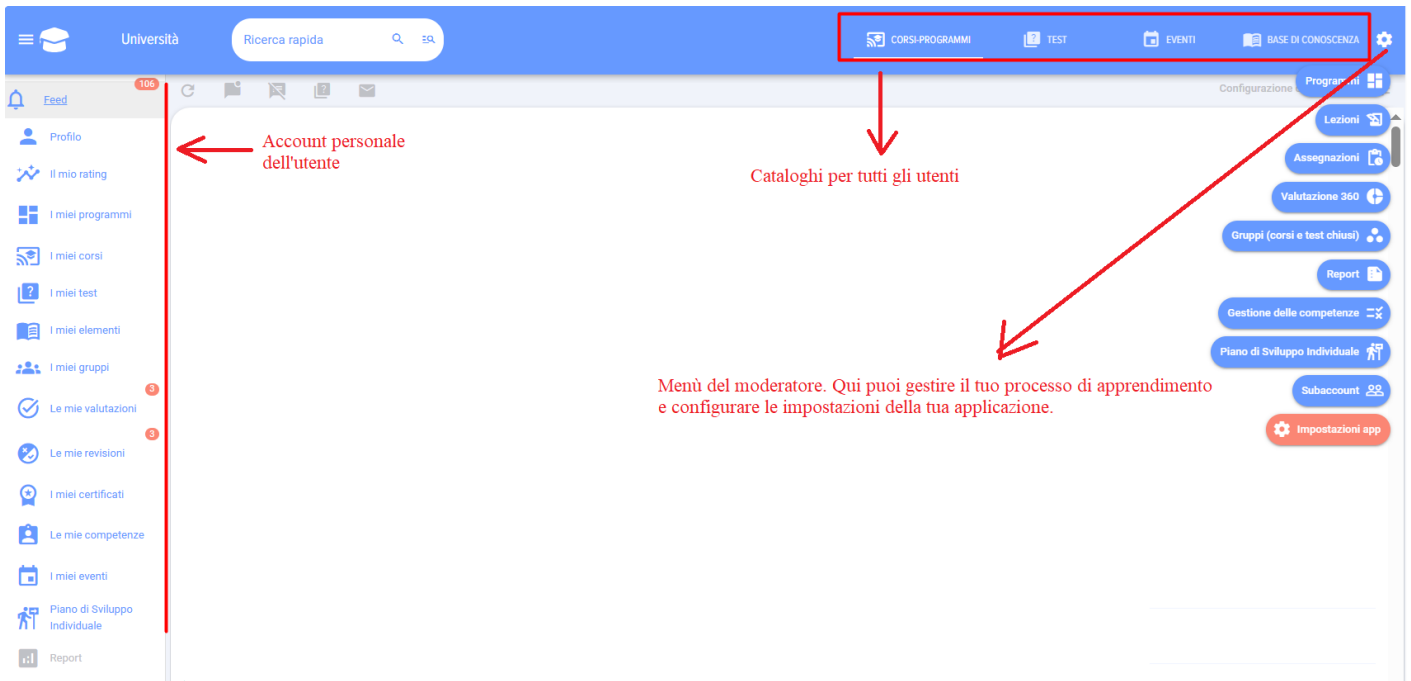 Università
Ricerca rapida
CORSI-PROGRAMMI
TEST
EVENTI
BASE DI CONOSCENZA
106
Feed
Configurazione
Programmi
Profilo
Lezioni
Account personale
dell'utente
Assegnazioni
Il mio rating
Cataloghi per tutti gli utenti
Valutazione 360
I miei programmi
Gruppi (corsi e test chiusi)
I miei corsi
Report
I miei test
Gestione delle competenze
I miei elementi
Piano di Sviluppo Individuale
I miei gruppi
3
Menù del moderatore. Qui puoi gestire il tuo processo di apprendimento
e configurare le impostazioni della tua applicazione.
Subaccount
Le mie valutazioni
3
Impostazioni app
Le mie revisioni
I miei certificati
Le mie competenze
I miei eventi
Piano di Sviluppo
Individuale
Report